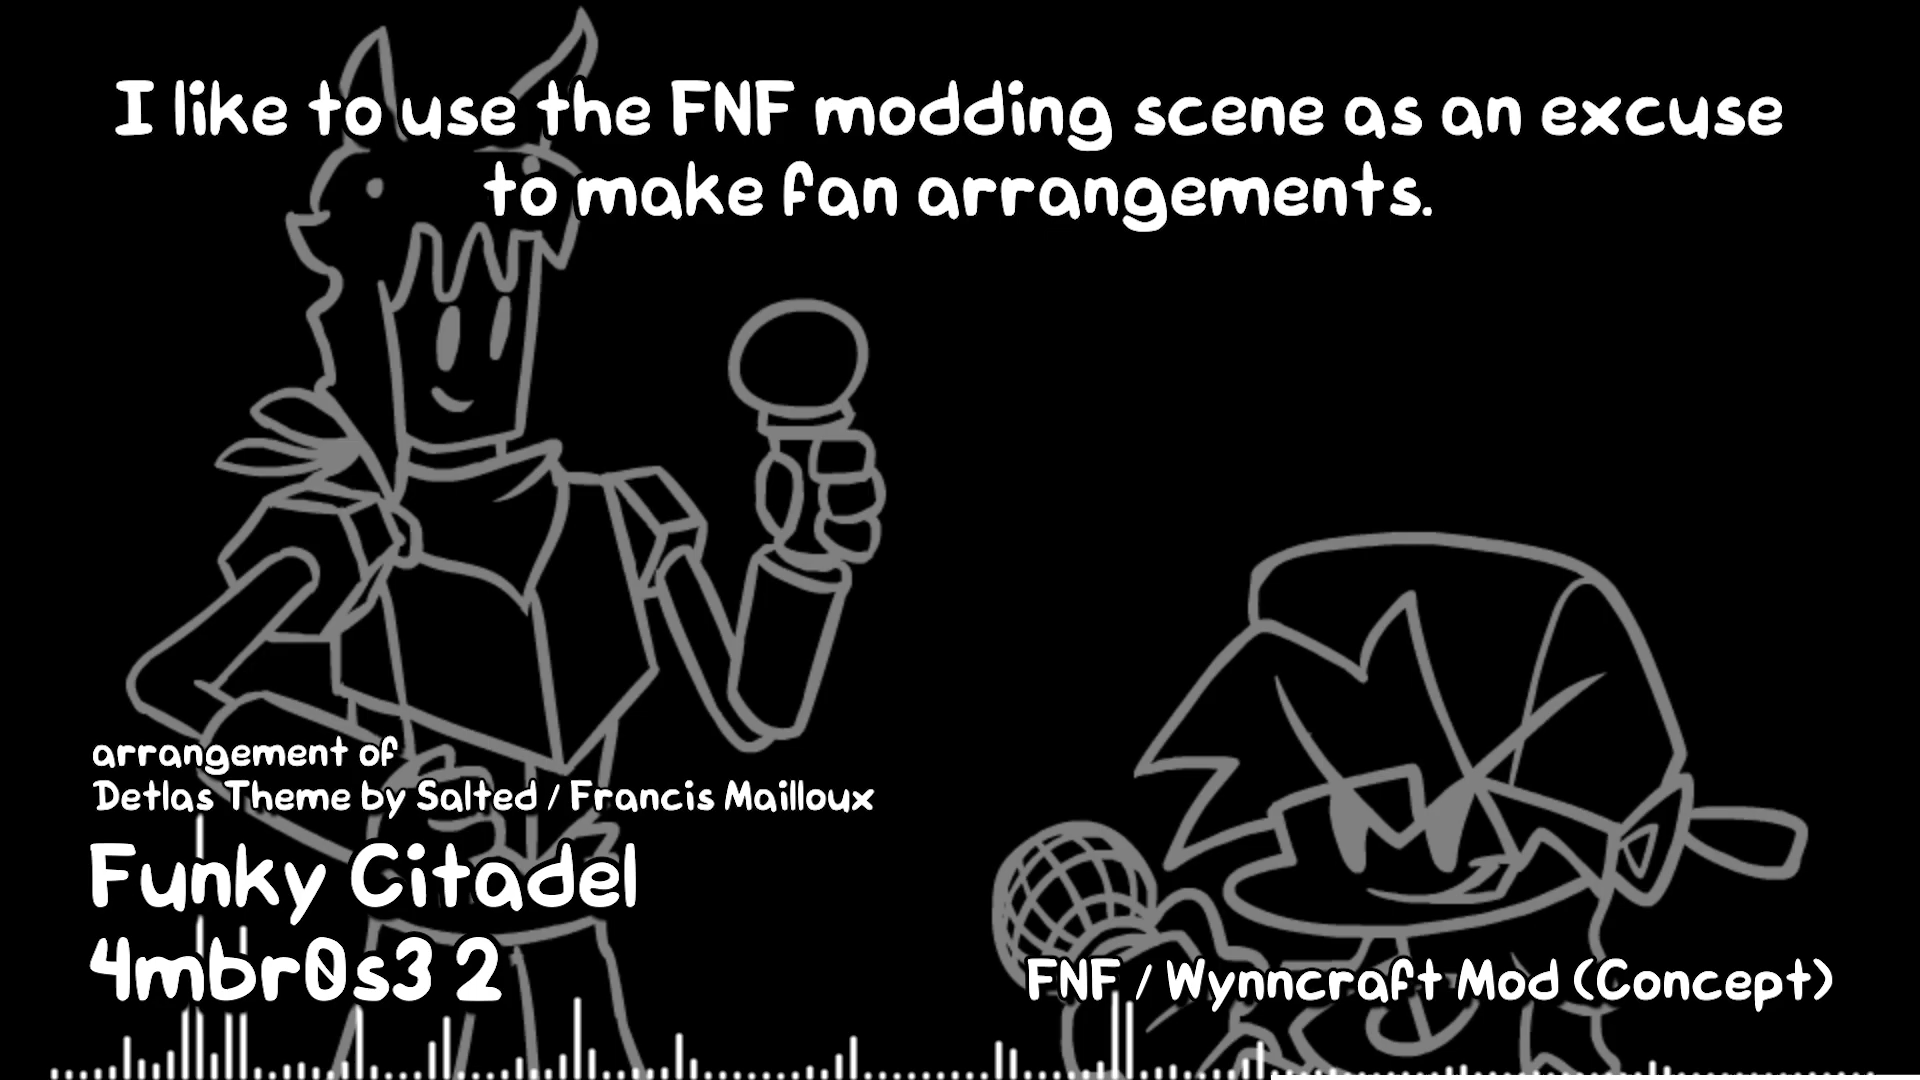 I like to use the FNF modding scene as an excuse
to make fan arrangements.
arrangement of
Detlas Theme by Salted / Francis Mailloux
Funky Citadel
4mbr0s3 2
FNF / Wynncraft Mod (Concept)